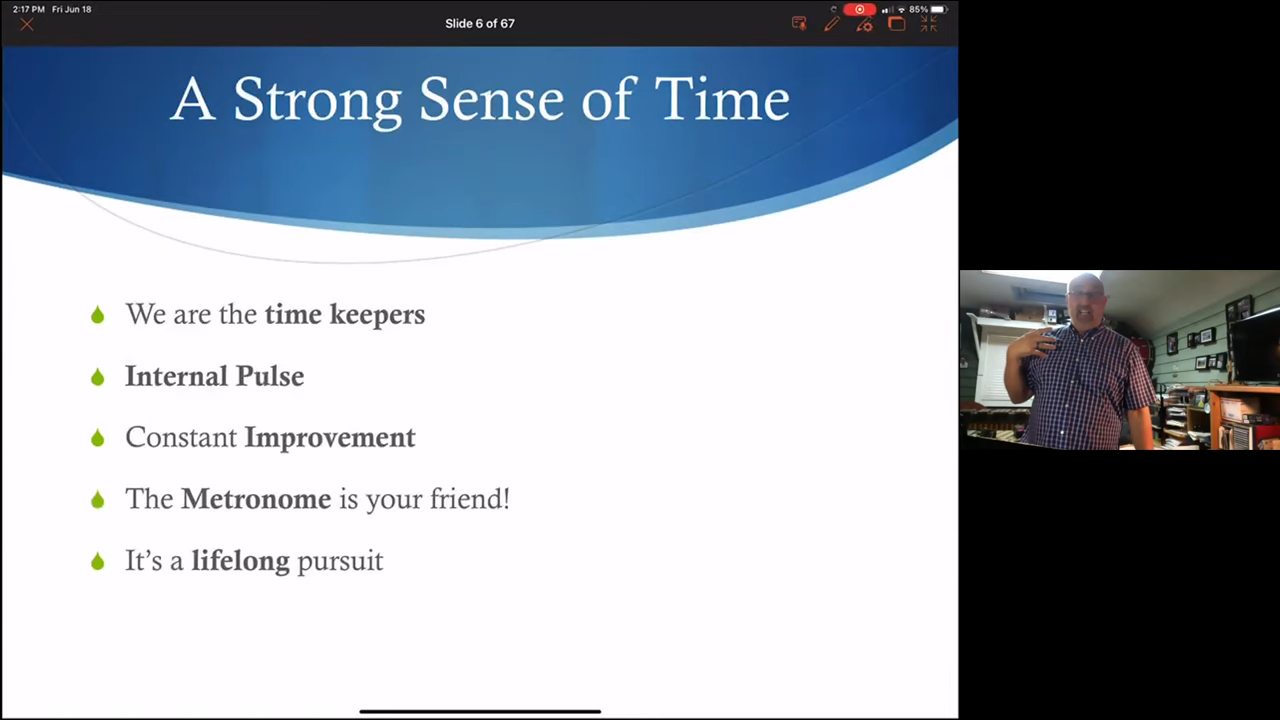 2:17 PM Fri Jun 18
85%
Slide 6 of 67
A Strong Sense of Time
We are the time keepers
Internal Pulse
Constant Improvement
The Metronome is your friend!
It’s a lifelong pursuit